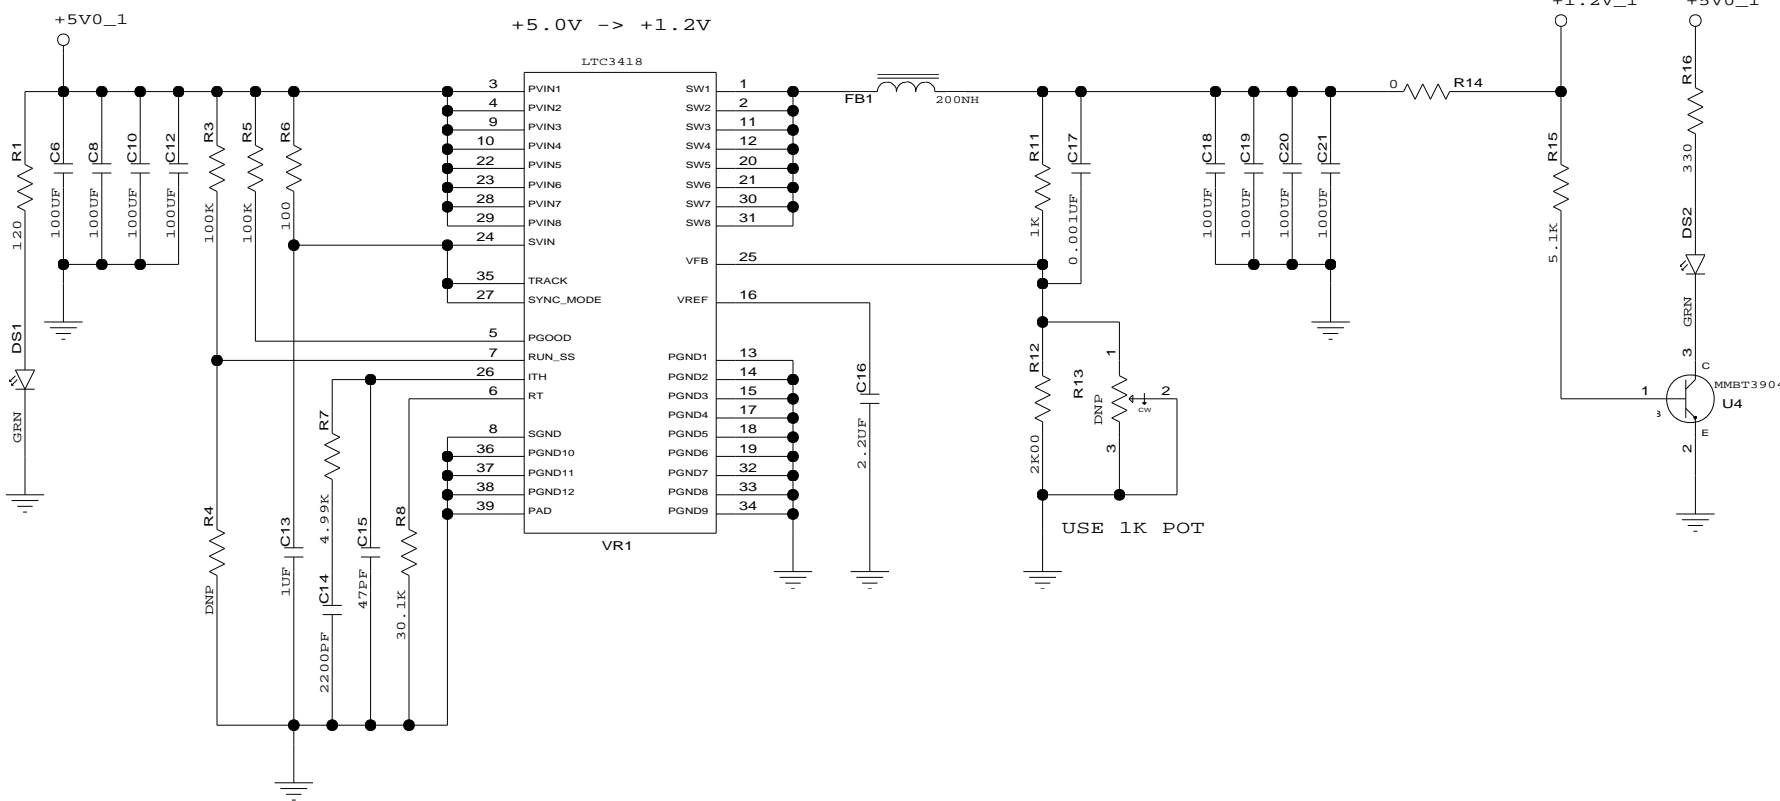 +5V0_1
+5.0V -> +1.2V
+1.2V_1
+5V0_1
LTC3418
3 PVIN1
4 PVIN2
9 PVIN3
10 PVIN4
22 PVIN5
23 PVIN6
28 PVIN7
29 PVIN8
24 SVIN
35 TRACK
27 SYNC_MODE
5 PGOOD
7 RUN_SS
26 ITH
6 RT
8 SGND
36 PGND10
37 PGND11
38 PGND12
39 PAD
SW1 1
SW2 2
SW3 11
SW4 12
SW5 20
SW6 21
SW7 30
SW8 31
VFB 25
VREF 16
PGND1 13
PGND2 14
PGND3 15
PGND4 17
PGND5 18
PGND6 19
PGND7 32
PGND8 33
PGND9 34
VR1
R1
120
DS1
GRN
C6
100UF
C8
100UF
C10
100UF
C12
100UF
R3
100K
R5
100K
R6
100
R4
DNP
C13
1UF
R7
4.99K
C14
2200PF
C15
47PF
R8
30.1K
FB1
200NH
C16
2.2UF
R11
1K
C17
0.001UF
R12
2K00
R13
DNP
1
2
3
CW
USE 1K POT
C18
100UF
C19
100UF
C20
100UF
C21
100UF
0 R14
R15
5.1K
R16
330
DS2
GRN
3
C
1
MMBT3904
U4
E
2